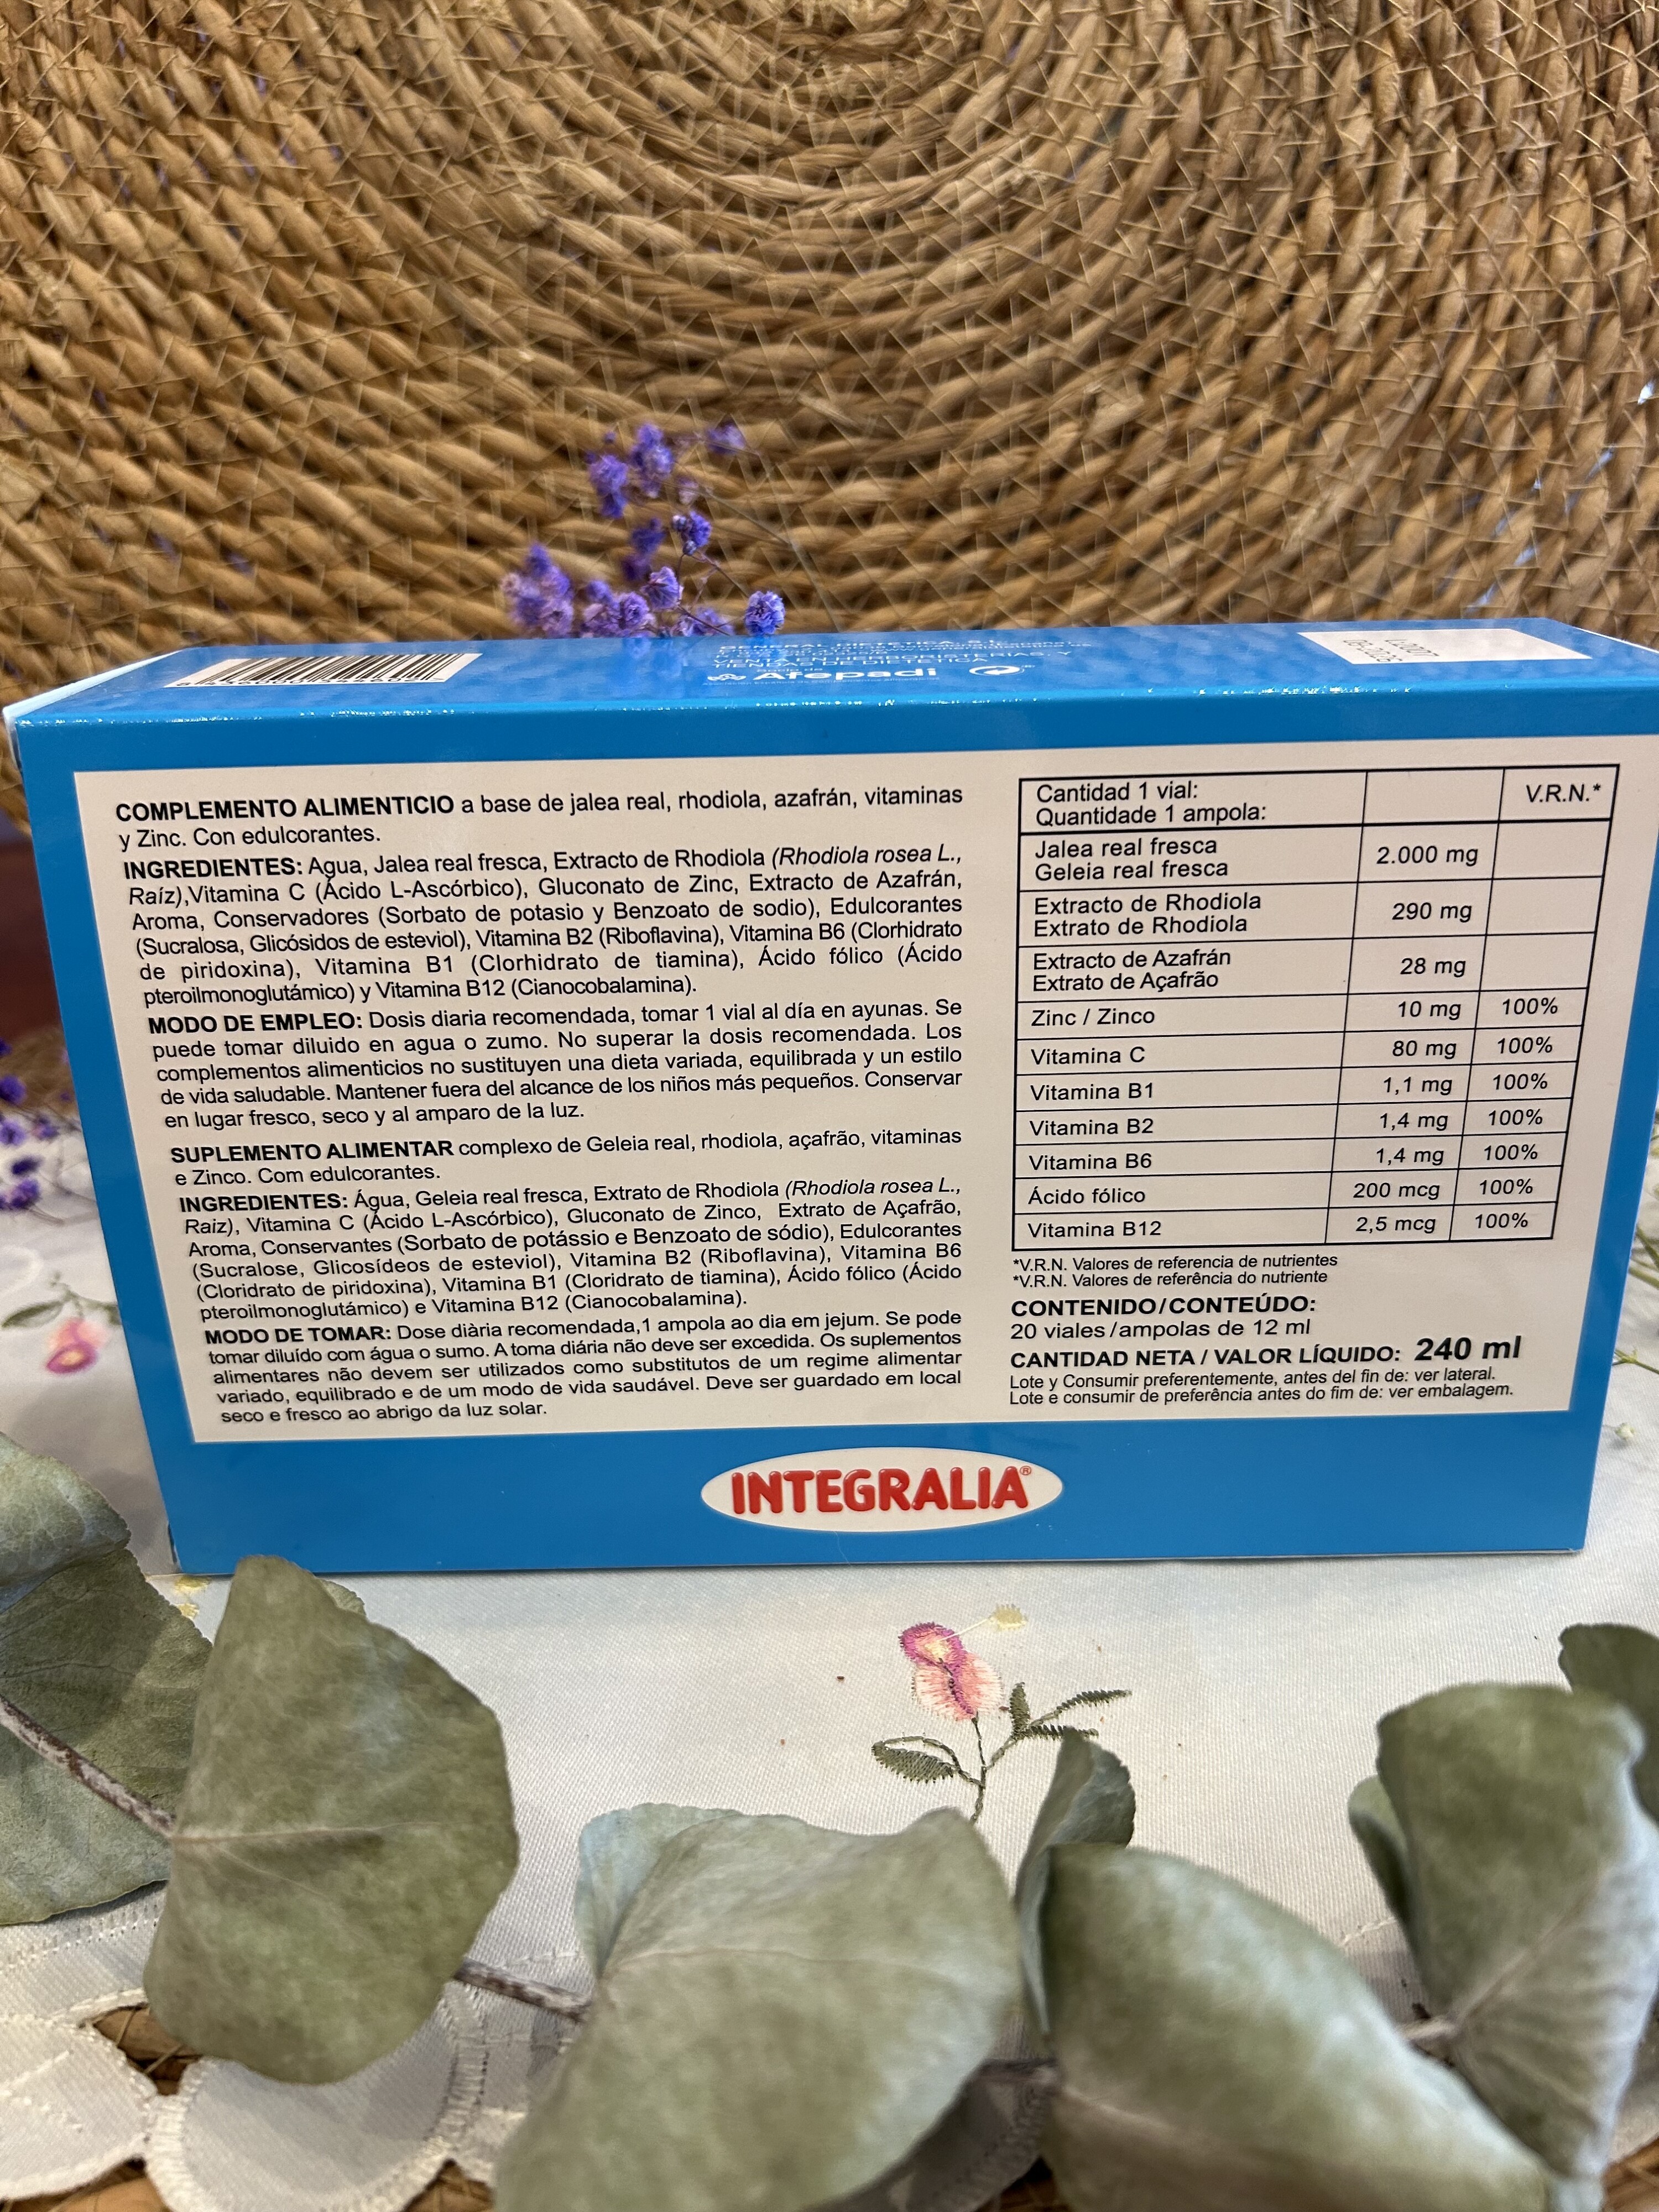 TIENDAS DE DIETETICA
Afepadi
COMPLEMENTO ALIMENTICIO a base de jalea real, rhodiola, azafrán, vitaminas
y Zinc. Con edulcorantes.
INGREDIENTES: Agua, Jalea real fresca, Extracto de Rhodiola (Rhodiola rosea L.,
Raíz),Vitamina C (Ácido L-Ascórbico), Gluconato de Zinc, Extracto de Azafrán,
Aroma, Conservadores (Sorbato de potasio y Benzoato de sodio), Edulcorantes
(Sucralosa, Glicósidos de esteviol), Vitamina B2 (Riboflavina), Vitamina B6 (Clorhidrato
de piridoxina), Vitamina B1 (Clorhidrato de tiamina), Ácido fólico (Ácido
pteroilmonoglutámico) y Vitamina B12 (Cianocobalamina).
MODO DE EMPLEO: Dosis diaria recomendada, tomar 1 vial al día en ayunas. Se
puede tomar diluido en agua o zumo. No superar la dosis recomendada. Los
complementos alimenticios no sustituyen una dieta variada, equilibrada y un estilo
de vida saludable. Mantener fuera del alcance de los niños más pequeños. Conservar
en lugar fresco, seco y al amparo de la luz.
SUPLEMENTO ALIMENTAR complexo de Geleia real, rhodiola, açafrão, vitaminas
e Zinco. Com edulcorantes.
INGREDIENTES: Água, Geleia real fresca, Extrato de Rhodiola (Rhodiola rosea L.,
Raiz), Vitamina C (Ácido L-Ascórbico), Gluconato de Zinco, Extrato de Açafrão,
Aroma, Conservantes (Sorbato de potássio e Benzoato de sódio), Edulcorantes
(Sucralose, Glicosídeos de esteviol), Vitamina B2 (Riboflavina), Vitamina B6
(Cloridrato de piridoxina), Vitamina B1 (Cloridrato de tiamina), Ácido fólico (Ácido
pteroilmonoglutámico) e Vitamina B12 (Cianocobalamina).
MODO DE TOMAR: Dose diària recomendada,1 ampola ao dia em jejum. Se pode
tomar diluído com água o sumo. A toma diária não deve ser excedida. Os suplementos
alimentares não devem ser utilizados como substitutos de um regime alimentar
variado, equilibrado e de um modo de vida saudável. Deve ser guardado em local
seco e fresco ao abrigo da luz solar.
Cantidad 1 vial: V.R.N.*
Quantidade 1 ampola:
Jalea real fresca
Geleia real fresca 2.000 mg
Extracto de Rhodiola
Extrato de Rhodiola 290 mg
Extracto de Azafrán
Extrato de Açafrão 28 mg
Zinc / Zinco 10 mg 100%
Vitamina C 80 mg 100%
Vitamina B1 1,1 mg 100%
Vitamina B2 1,4 mg 100%
Vitamina B6 1,4 mg 100%
Ácido fólico 200 mcg 100%
Vitamina B12 2,5 mcg 100%
*V.R.N. Valores de referencia de nutrientes
*V.R.N. Valores de referência do nutriente
CONTENIDO/CONTEÚDO:
20 viales/ampolas de 12 ml
CANTIDAD NETA / VALOR LÍQUIDO: 240 ml
Lote y Consumir preferentemente, antes del fin de: ver lateral.
Lote e consumir de preferência antes do fim de: ver embalagem.
INTEGRALIA®